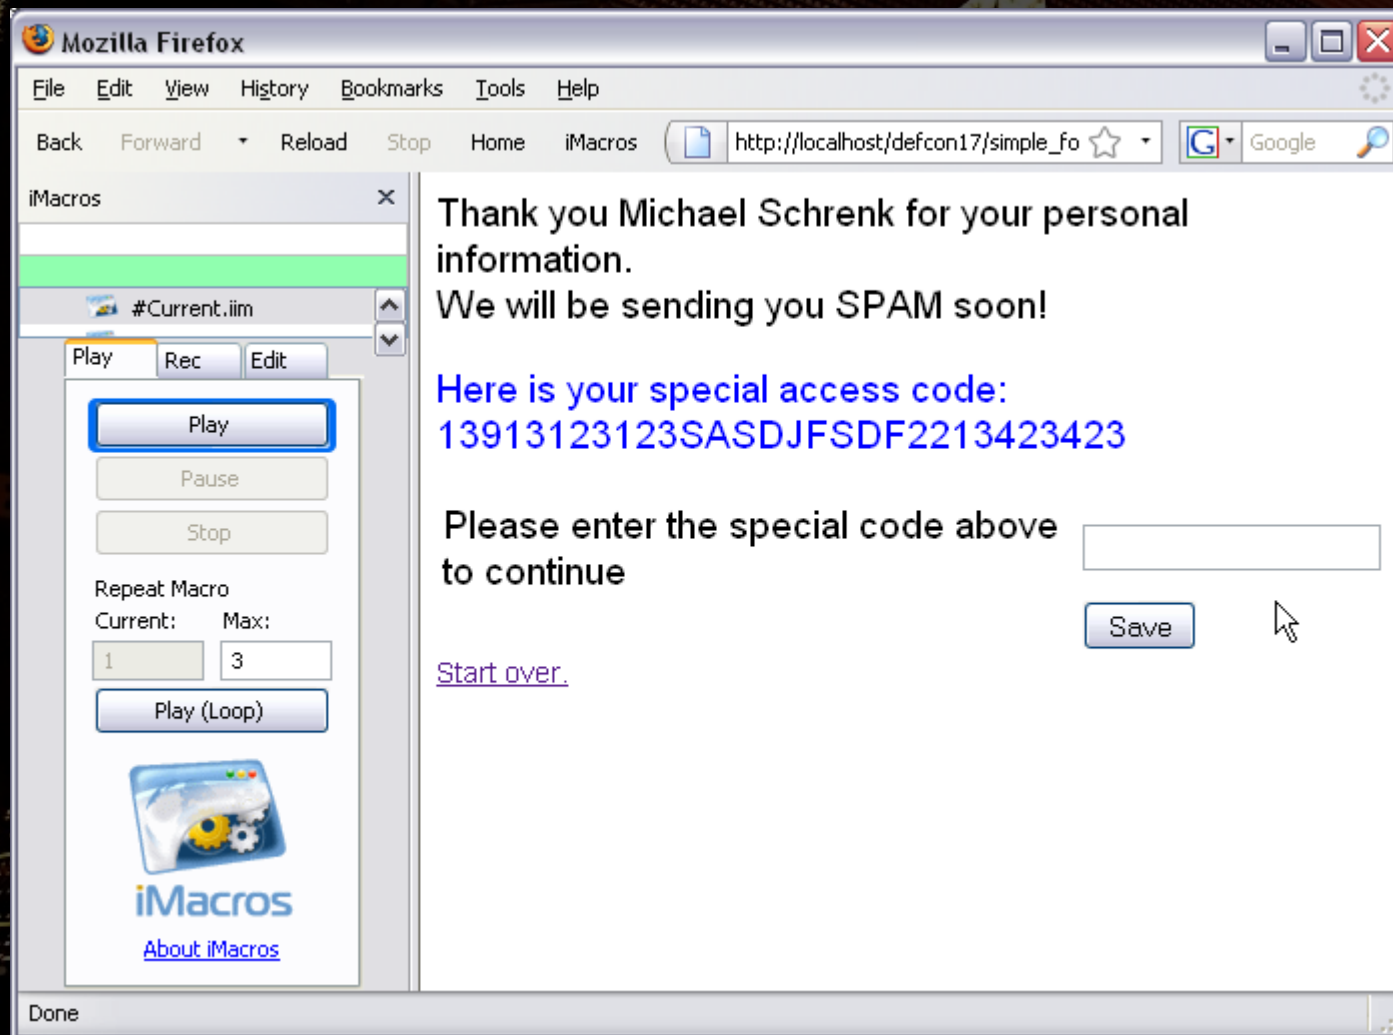 Mozilla Firefox
File Edit View History Bookmarks Tools Help
Back Forward Reload Stop Home iMacros http://localhost/defcon17/simple_fo G Google
iMacros
#Current.iim
Play Rec Edit
Play
Pause
Stop
Repeat Macro
Current: Max:
1 3
Play (Loop)
iMacros
About iMacros
Thank you Michael Schrenk for your personal
information.
We will be sending you SPAM soon!
Here is your special access code:
13913123123SASDJFSDF2213423423
Please enter the special code above
to continue
Save
Start over.
Done